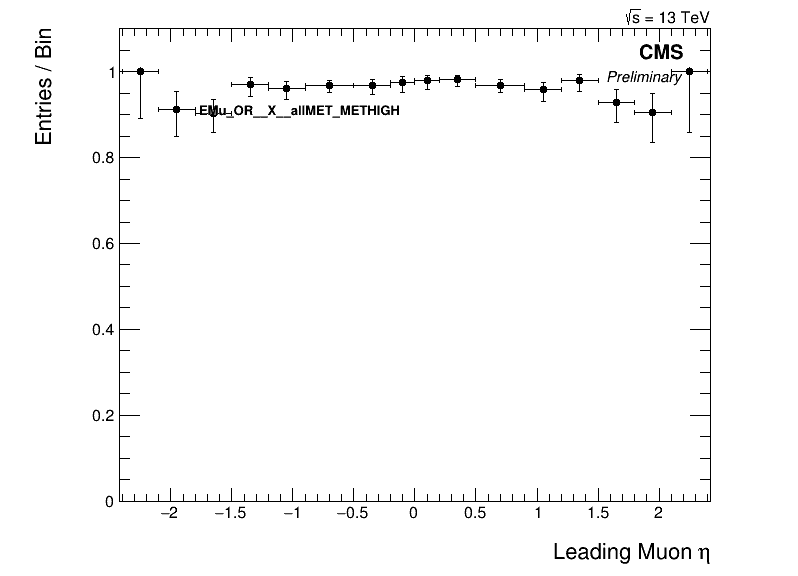 √s = 13 TeV
CMS
Preliminary
EMu_OR__X__allMET_METHIGH
Entries / Bin
1
0.8
0.6
0.4
0.2
0
−2 −1.5 −1 −0.5 0 0.5 1 1.5 2
Leading Muon η